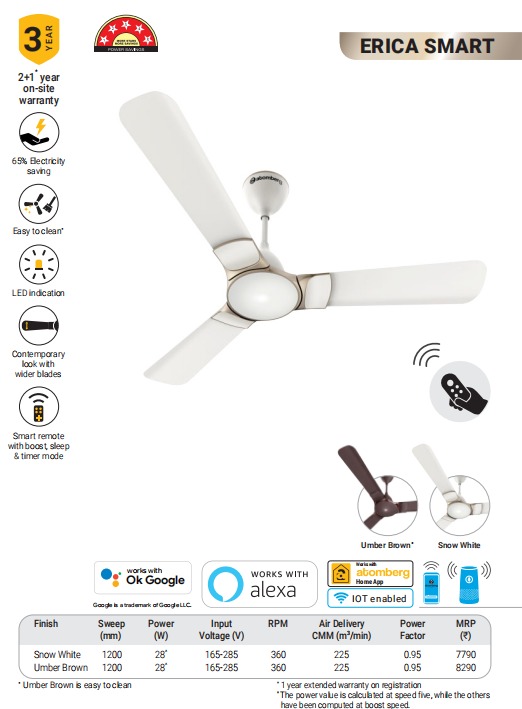 3 YEAR
MORE STARS
MORE SAVINGS
POWER SAVINGS
ERICA SMART
2+1* year
on-site
warranty
65% Electricity
saving
Easy to clean*
LED indication
Contemporary
look with
wider blades
Smart remote
with boost, sleep
& timer mode
atomberg
Umber Brown*
Snow White
works with
Ok Google
Google is a trademark of Google LLC.
WORKS WITH
alexa
Works with
atomberg
Home App
IOT enabled
Finish Sweep (mm) Power (W) Input Voltage (V) RPM Air Delivery CMM (m³/min) Power Factor MRP (₹)
Snow White 1200 28* 165-285 360 225 0.95 7790
Umber Brown 1200 28* 165-285 360 225 0.95 8290
* Umber Brown is easy to clean
* 1 year extended warranty on registration
*The power value is calculated at speed five, while the others
have been computed at boost speed.